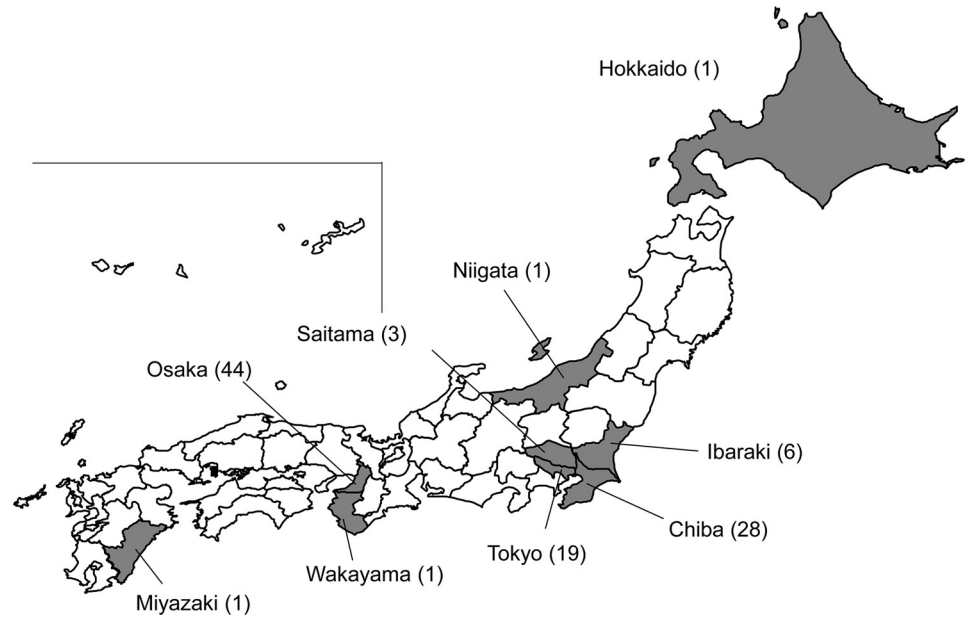 Hokkaido (1)
Niigata (1)
Saitama (3)
Osaka (44)
Ibaraki (6)
Chiba (28)
Tokyo (19)
Wakayama (1)
Miyazaki (1)